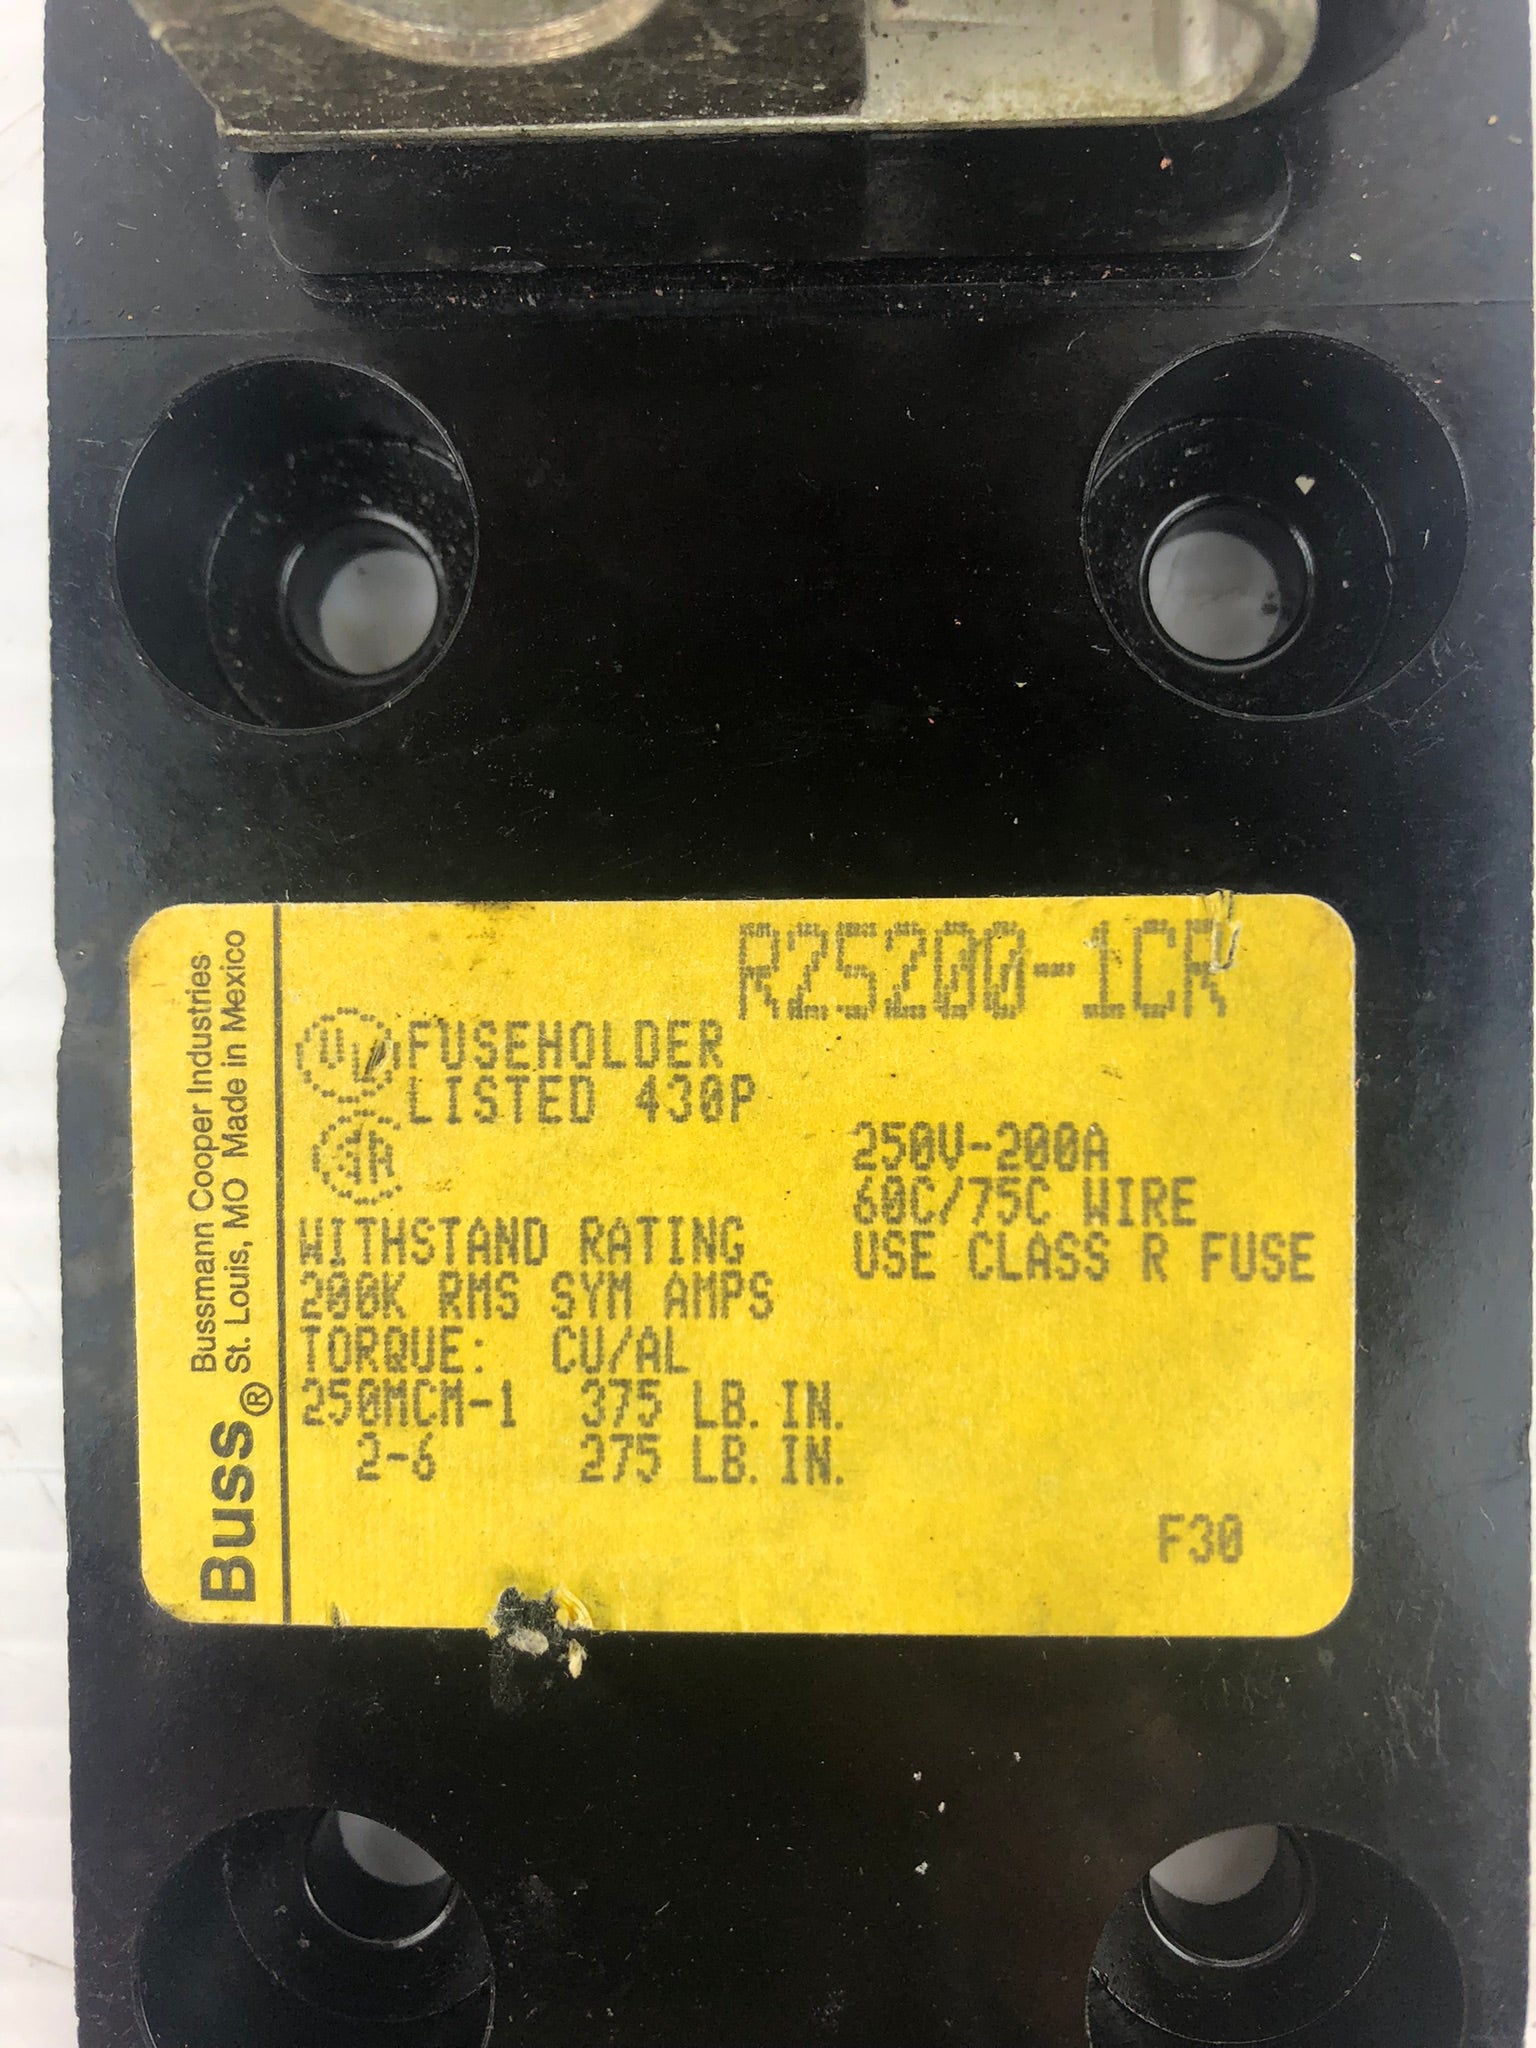 R25200-1CR
FUSEHOLDER
LISTED 430P
250V-200A
60C/75C WIRE
USE CLASS R FUSE
WITHSTAND RATING
200K RMS SYM AMPS
TORQUE: CU/AL
250MCM-1 375 LB. IN.
2-6 275 LB. IN.
F30
Buss®
Bussmann Cooper Industries
St. Louis, MO Made in Mexico